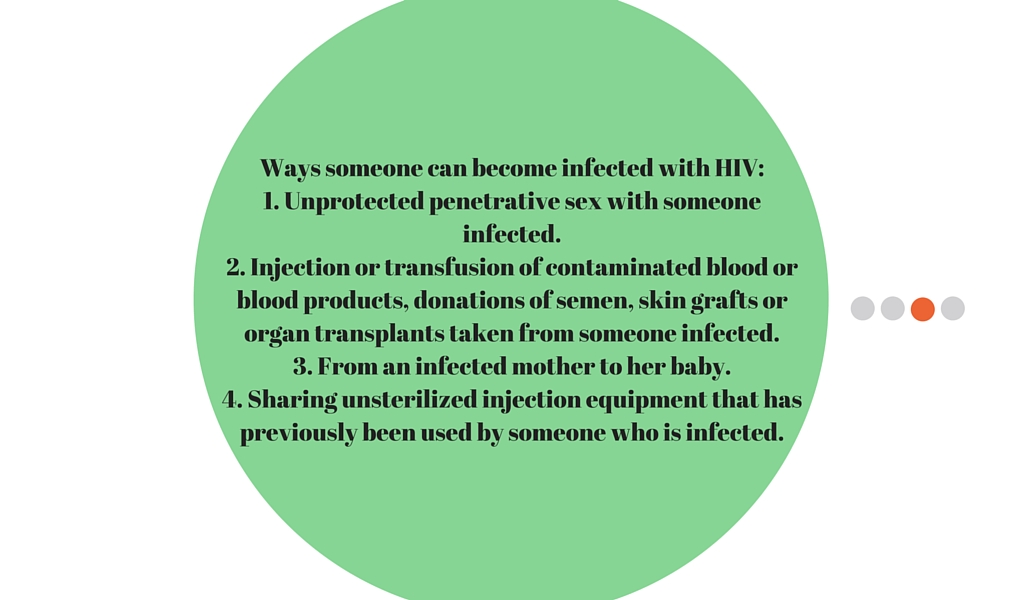 Ways someone can become infected with HIV:
1. Unprotected penetrative sex with someone
infected.
2. Injection or transfusion of contaminated blood or
blood products, donations of semen, skin grafts or
organ transplants taken from someone infected.
3. From an infected mother to her baby.
4. Sharing unsterilized injection equipment that has
previously been used by someone who is infected.